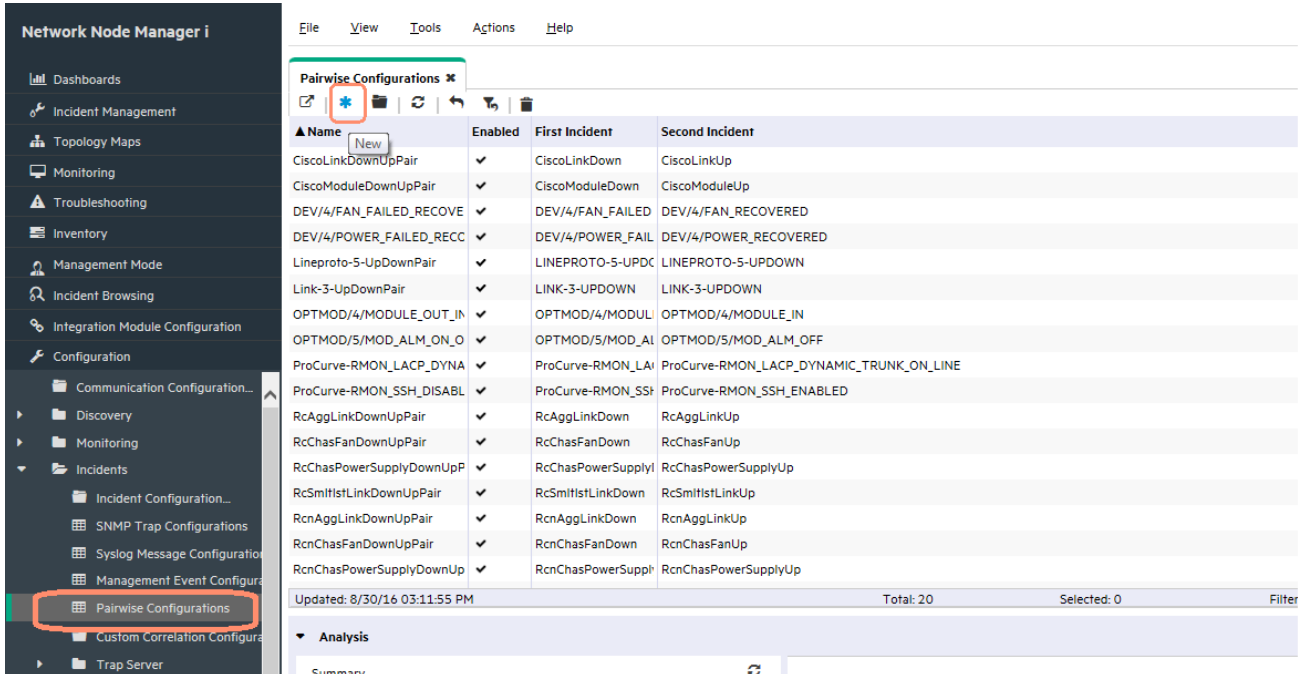 Network Node Manager i
File View Tools Actions Help
Dashboards
Incident Management
Topology Maps
Monitoring
Troubleshooting
Inventory
Management Mode
Incident Browsing
Integration Module Configuration
Configuration
Communication Configuration...
Discovery
Monitoring
Incidents
Incident Configuration...
SNMP Trap Configurations
Syslog Message Configuration
Management Event Configura
Pairwise Configurations
Custom Correlation Configura
Trap Server
Pairwise Configurations
New
Name Enabled First Incident Second Incident
CiscoLinkDownUpPair CiscoLinkDown CiscoLinkUp
CiscoModuleDownUpPair CiscoModuleDown CiscoModuleUp
DEV/4/FAN_FAILED_RECOVE DEV/4/FAN_FAILED DEV/4/FAN_RECOVERED
DEV/4/POWER_FAILED_RECC DEV/4/POWER_FAIL DEV/4/POWER_RECOVERED
Lineproto-5-UpDownPair LINEPROTO-5-UPDC LINEPROTO-5-UPDOWN
Link-3-UpDownPair LINK-3-UPDOWN LINK-3-UPDOWN
OPTMOD/4/MODULE_OUT_IN OPTMOD/4/MODUL OPTMOD/4/MODULE_IN
OPTMOD/5/MOD_ALM_ON_O OPTMOD/5/MOD_AL OPTMOD/5/MOD_ALM_OFF
ProCurve-RMON_LACP_DYNA ProCurve-RMON_LA ProCurve-RMON_LACP_DYNAMIC_TRUNK_ON_LINE
ProCurve-RMON_SSH_DISABL ProCurve-RMON_SSH ProCurve-RMON_SSH_ENABLED
RcAggLinkDownUpPair RcAggLinkDown RcAggLinkUp
RcChasFanDownUpPair RcChasFanDown RcChasFanUp
RcChasPowerSupplyDownUpP RcChasPowerSupply RcChasPowerSupplyUp
RcSmltIstLinkDownUpPair RcSmltIstLinkDown RcSmltIstLinkUp
RcnAggLinkDownUpPair RcnAggLinkDown RcnAggLinkUp
RcnChasFanDownUpPair RcnChasFanDown RcnChasFanUp
RcnChasPowerSupplyDownUp RcnChasPowerSuppl RcnChasPowerSupplyUp
Updated: 8/30/16 03:11:55 PM Total: 20 Selected: 0 Filter
Analysis
Summary